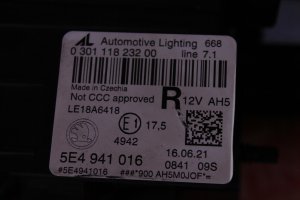 AL Automotive Lighting 668
0 301 118 232 00 line 7.1
Made in Czechia
Not CCC approved R 12V AH5
LE18A6418
E1 17,5
4942
5E4 941 016 16.06.21
0841 09S
#5E4941016 ###*900 AH5M0JOF*=